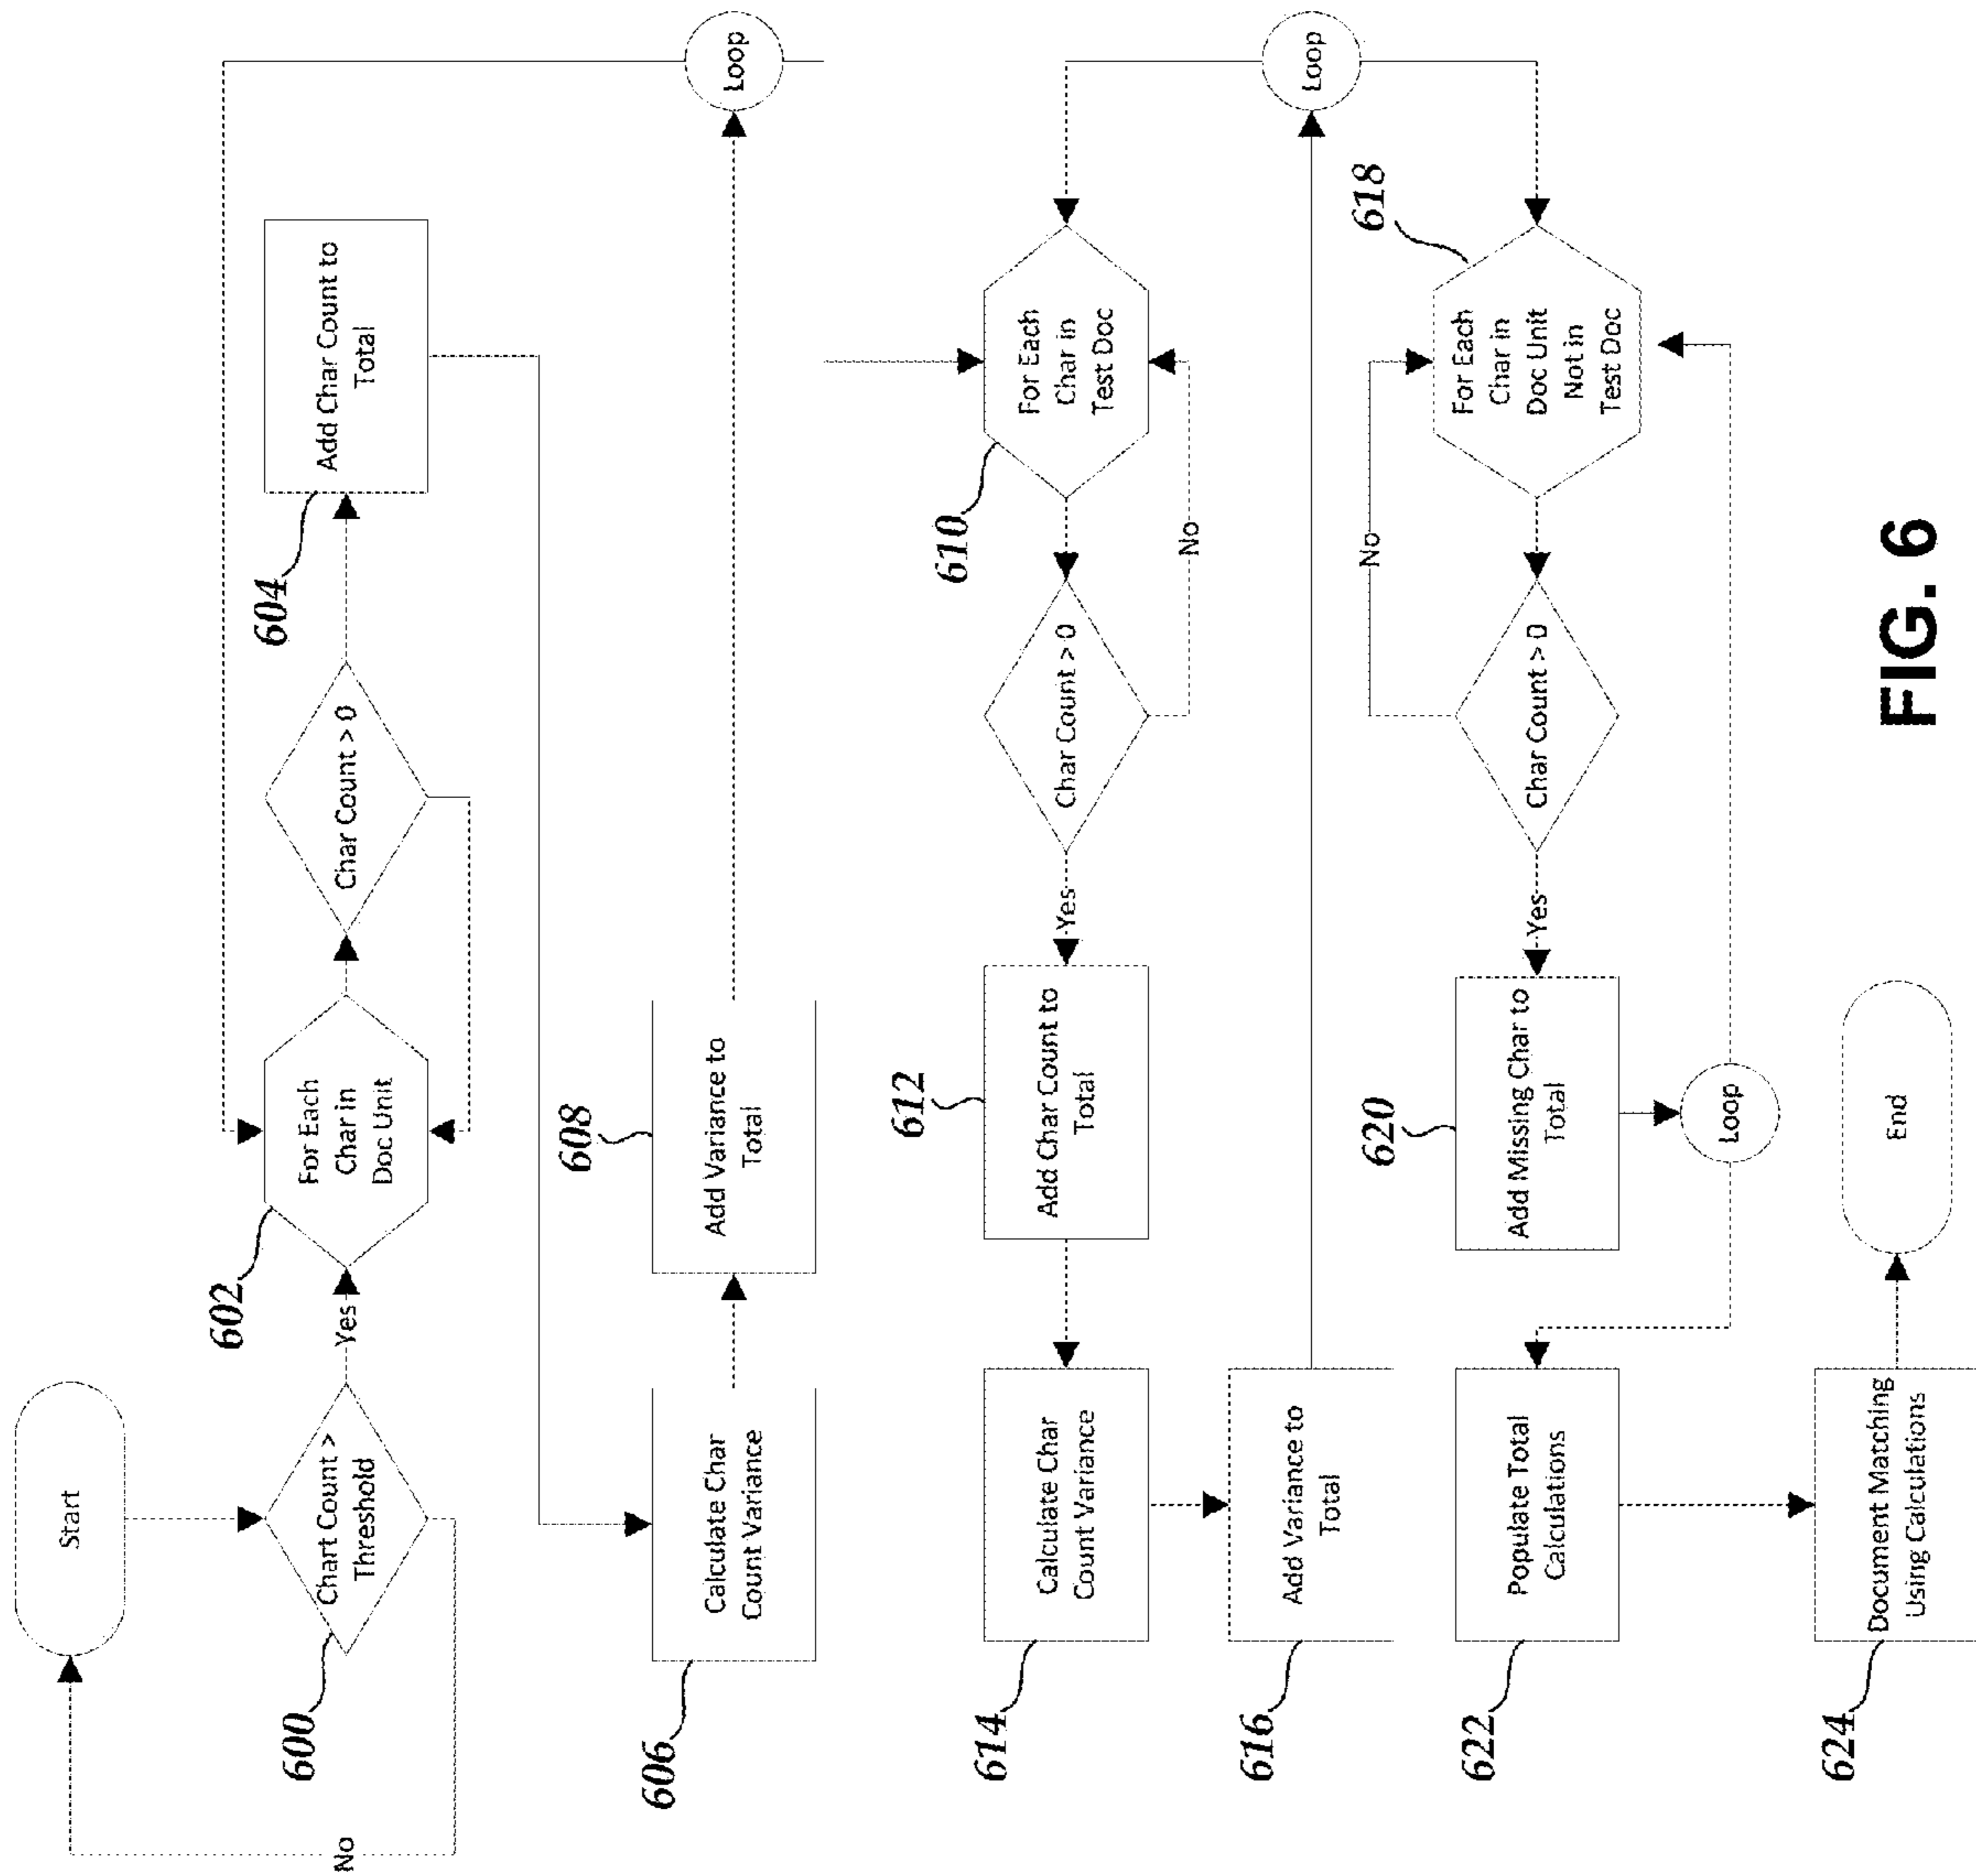 Start
No
600
Chart Count >
Threshold
Yes
602
For Each
Char in
Doc Unit
Char Count > 0
604
Add Char Count to
Total
606
Calculate Char
Count Variance
608
Add Variance to
Total
Loop
610
For Each
Char in
Test Doc
Char Count > 0
No
Yes
612
Add Char Count to
Total
614
Calculate Char
Count Variance
616
Add Variance to
Total
Loop
618
For Each
Char in
Doc Unit
Not in
Test Doc
Char Count > 0
No
Yes
620
Add Missing Char to
Total
Loop
622
Populate Total
Calculations
624
Document Matching
Using Calculations
End
FIG. 6